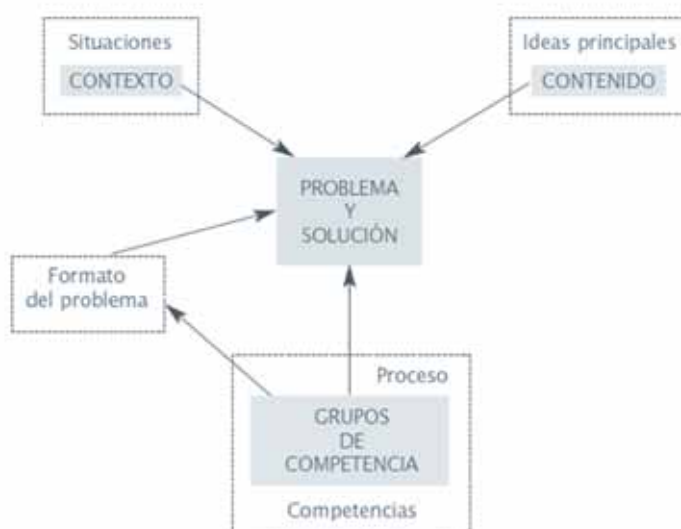 Situaciones
CONTEXTO
Ideas principales
CONTENIDO
PROBLEMA
Y
SOLUCIÓN
Formato
del problema
Proceso
GRUPOS
DE
COMPETENCIA
Competencias